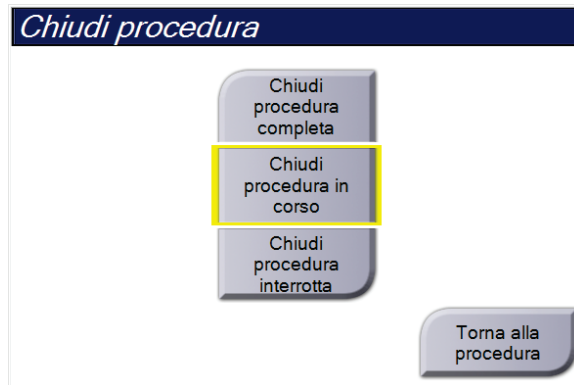 Chiudi procedura
Chiudi
procedura
completa
Chiudi
procedura in
corso
Chiudi
procedura
interrotta
Torna alla
procedura